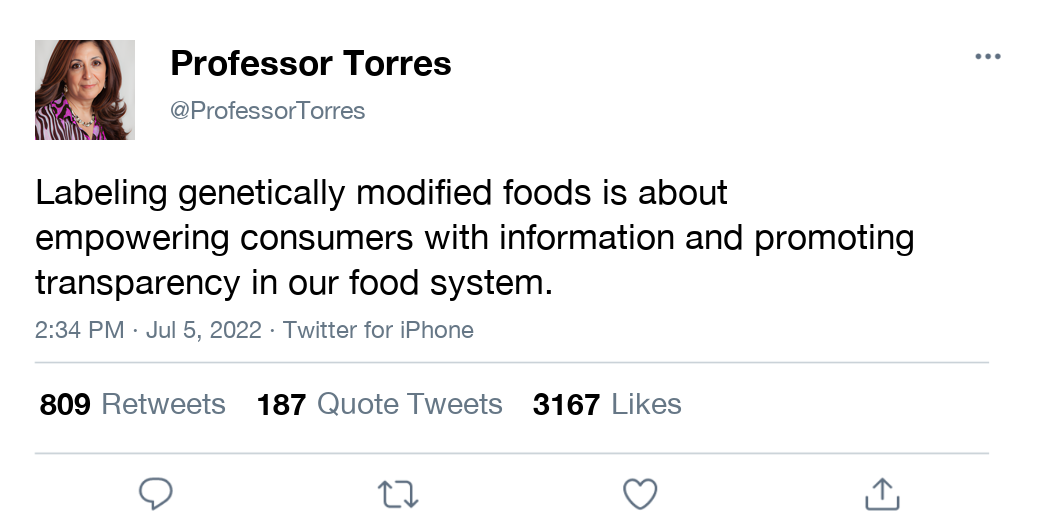 Professor Torres
@ProfessorTorres
Labeling genetically modified foods is about
empowering consumers with information and promoting
transparency in our food system.
2:34 PM · Jul 5, 2022 · Twitter for iPhone
809 Retweets 187 Quote Tweets 3167 Likes